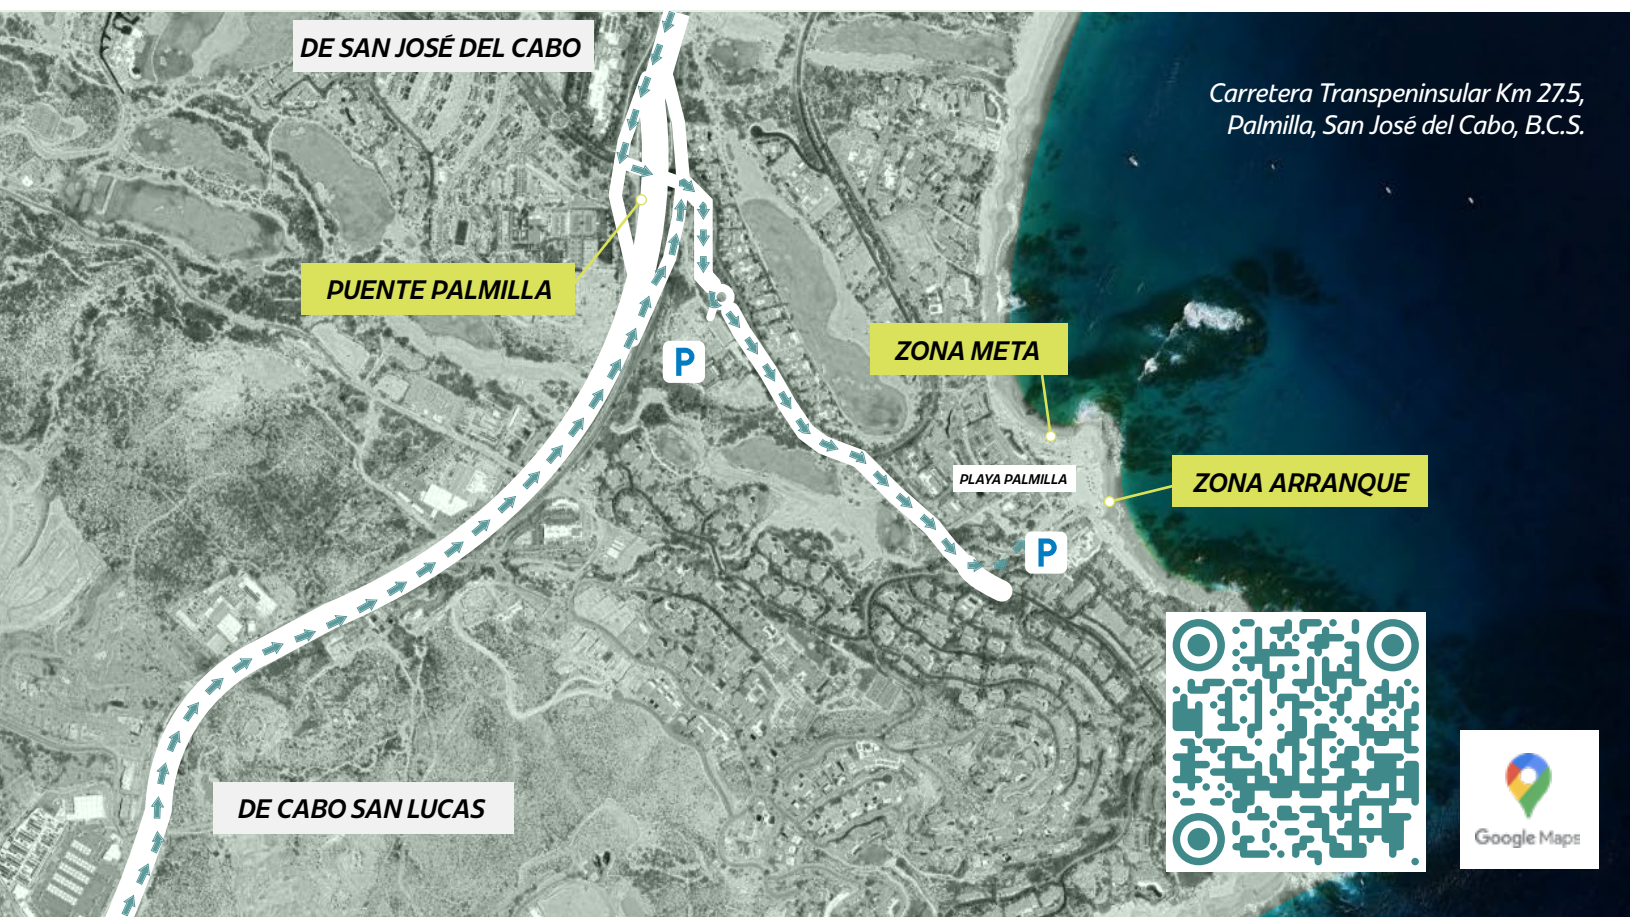 DE SAN JOSÉ DEL CABO
Carretera Transpeninsular Km 27.5,
Palmilla, San José del Cabo, B.C.S.
PUENTE PALMILLA
ZONA META
P
PLAYA PALMILLA
ZONA ARRANQUE
P
DE CABO SAN LUCAS
Google Maps